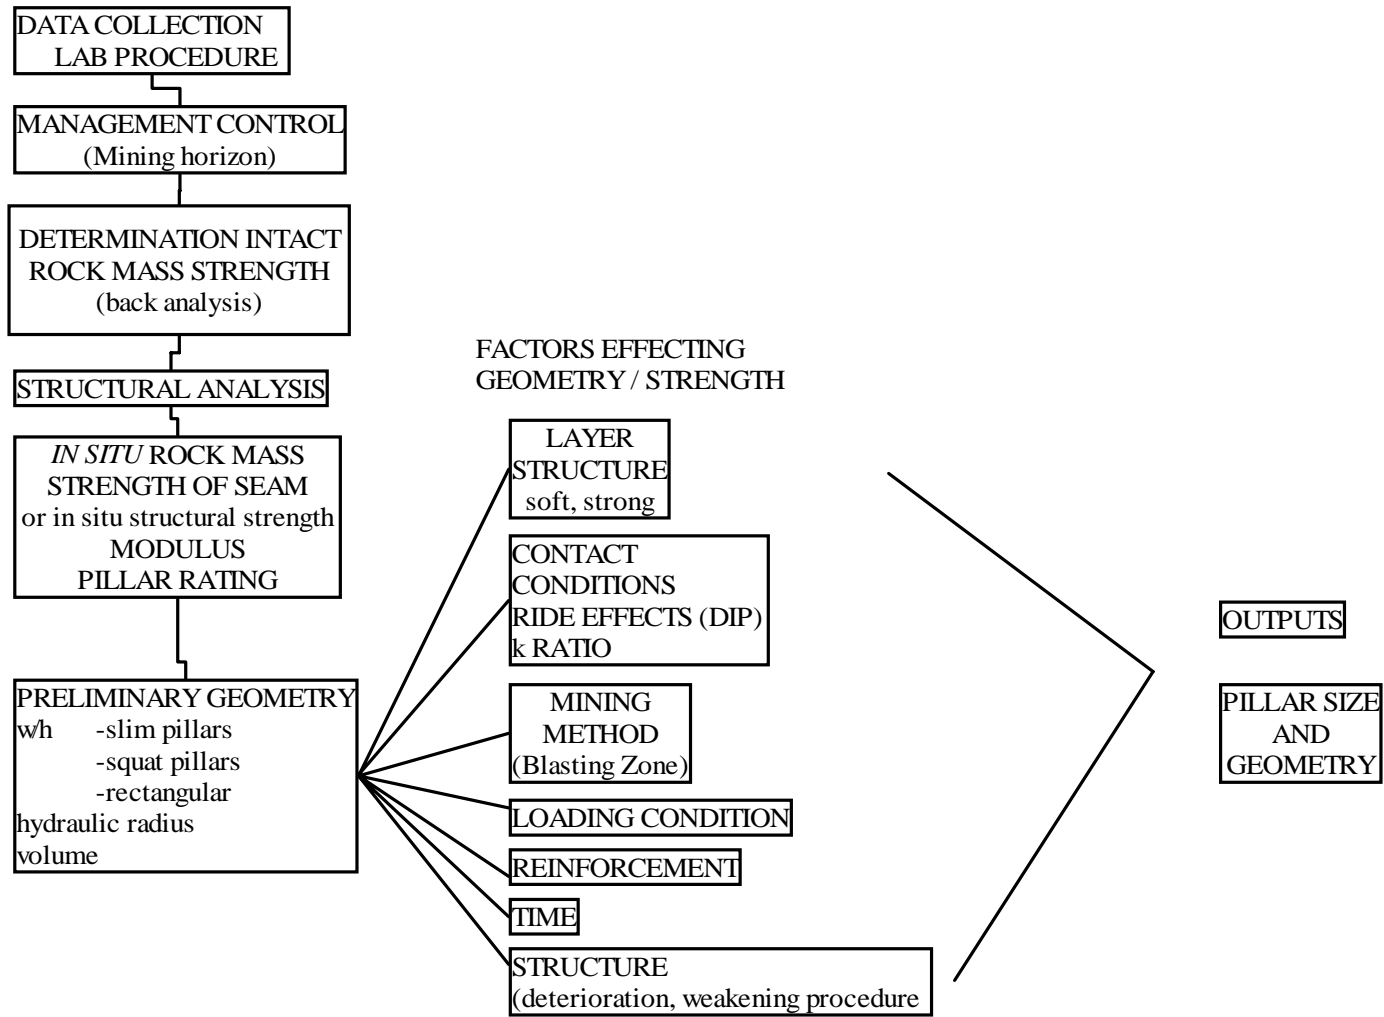 DATA COLLECTION
LAB PROCEDURE
MANAGEMENT CONTROL
(Mining horizon)
DETERMINATION INTACT
ROCK MASS STRENGTH
(back analysis)
STRUCTURAL ANALYSIS
IN SITU ROCK MASS
STRENGTH OF SEAM
or in situ structural strength
MODULUS
PILLAR RATING
PRELIMINARY GEOMETRY
w/h -slim pillars
-squat pillars
-rectangular
hydraulic radius
volume
FACTORS EFFECTING
GEOMETRY / STRENGTH
LAYER
STRUCTURE
soft, strong
CONTACT
CONDITIONS
RIDE EFFECTS (DIP)
k RATIO
MINING
METHOD
(Blasting Zone)
LOADING CONDITION
REINFORCEMENT
TIME
STRUCTURE
(deterioration, weakening procedure
OUTPUTS
PILLAR SIZE
AND
GEOMETRY